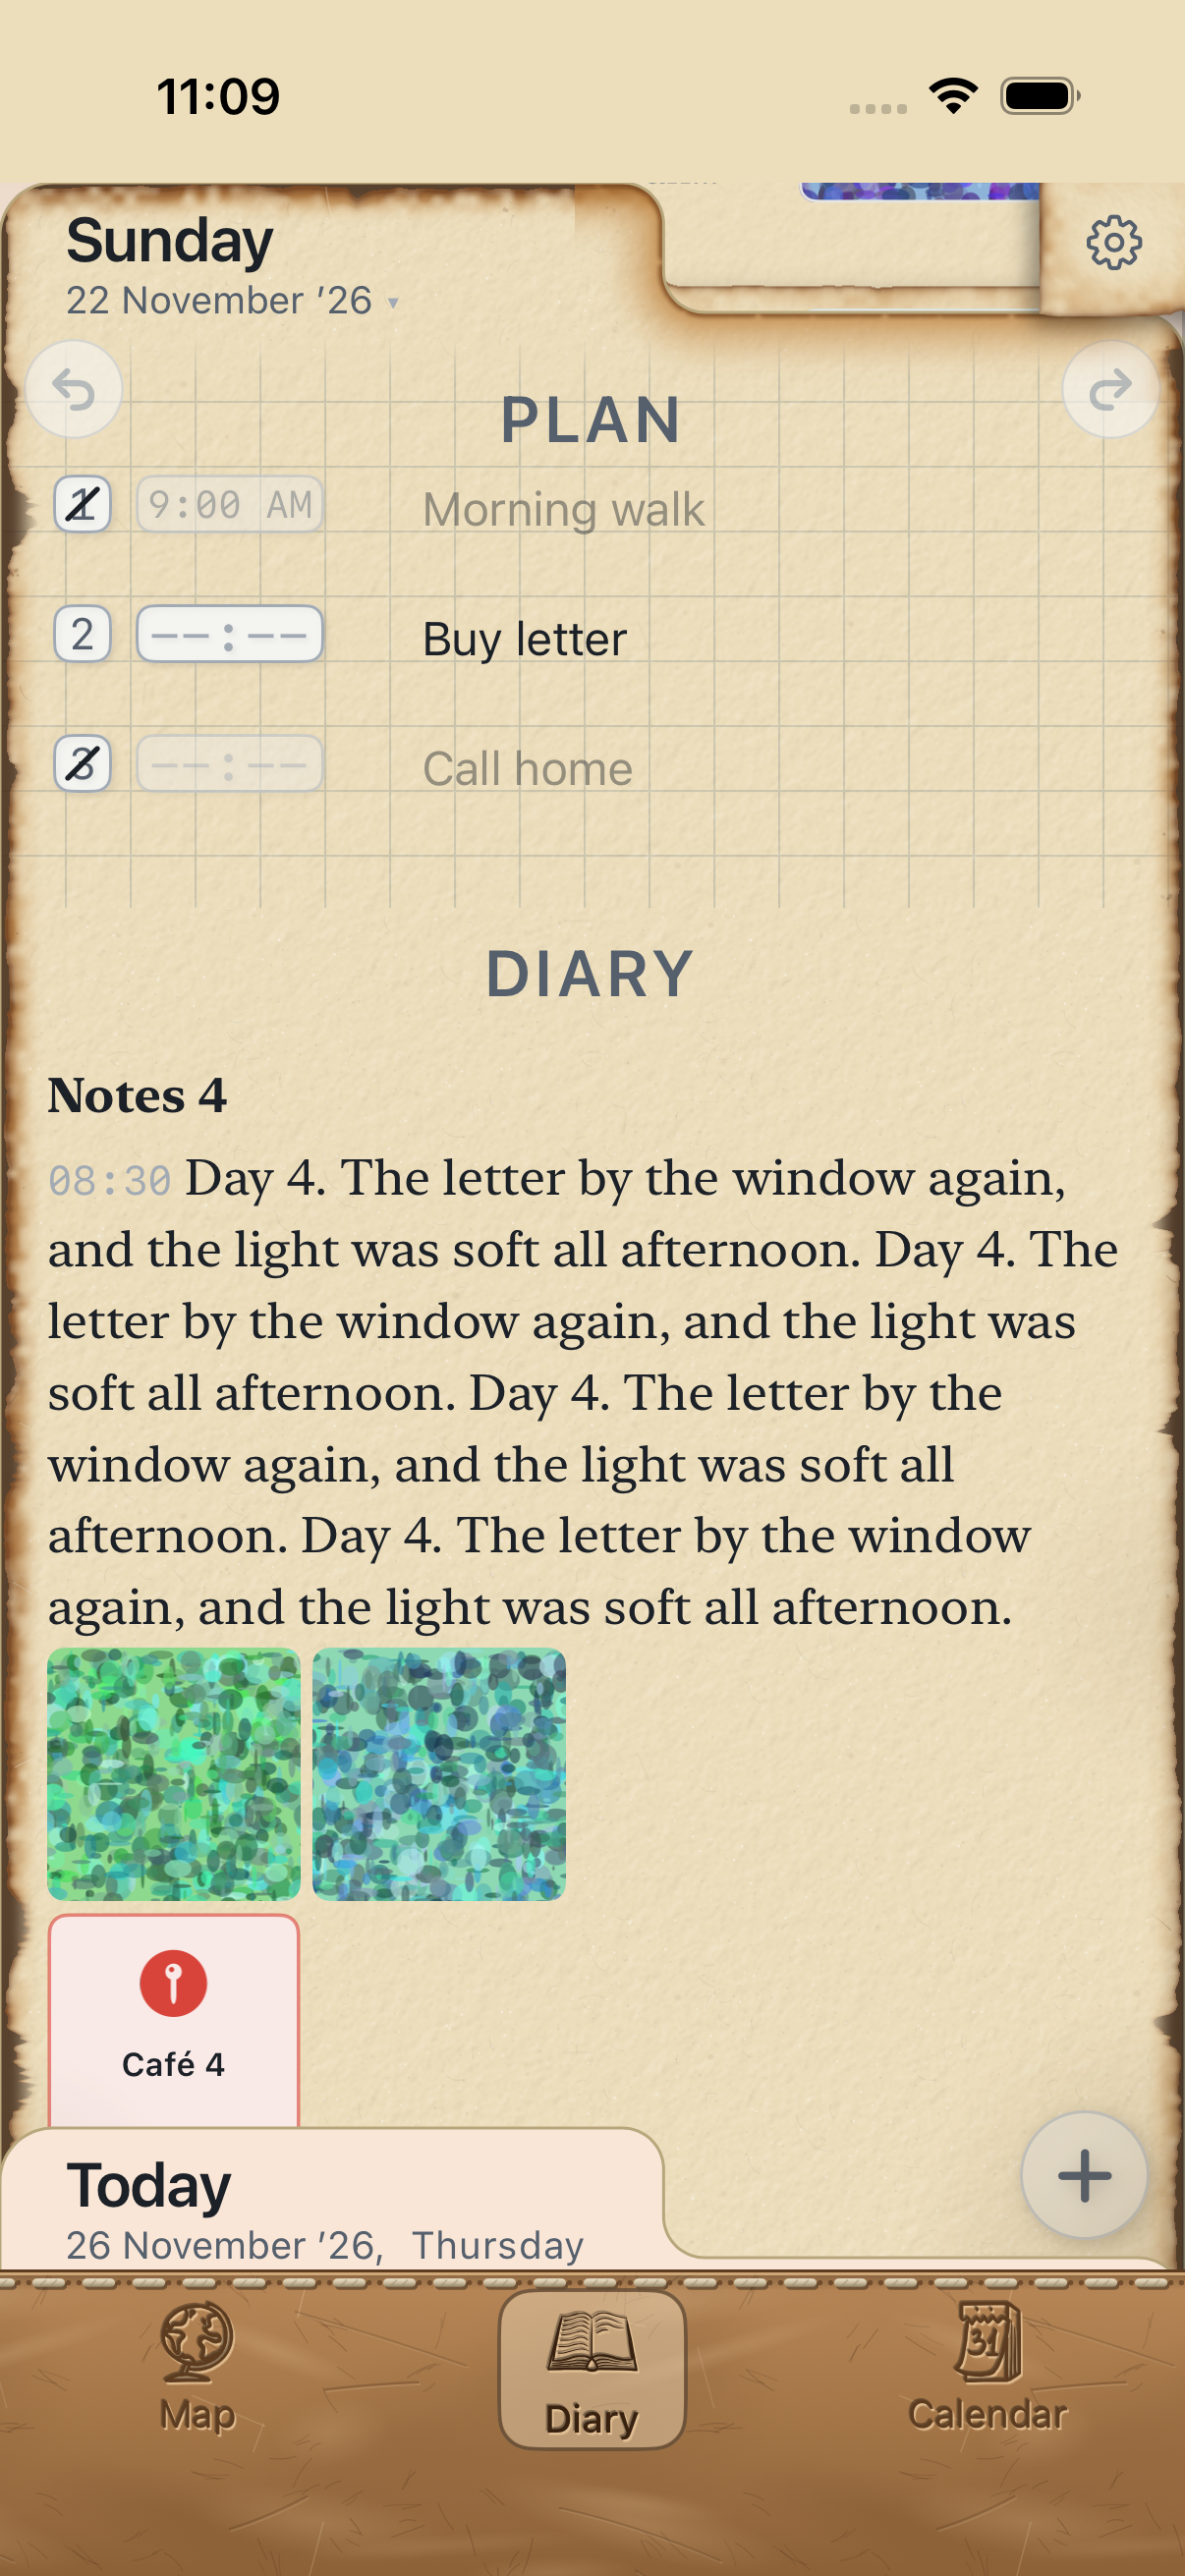 11:09
Sunday
22 November ’26 ▾
PLAN
1 9:00 AM Morning walk
2 --:-- Buy letter
3 --:-- Call home
DIARY
Notes 4
08:30 Day 4. The letter by the window again,
and the light was soft all afternoon. Day 4. The
letter by the window again, and the light was
soft all afternoon. Day 4. The letter by the
window again, and the light was soft all
afternoon. Day 4. The letter by the window
again, and the light was soft all afternoon.
Café 4
Today
26 November ’26, Thursday
31
Map
Diary
Calendar